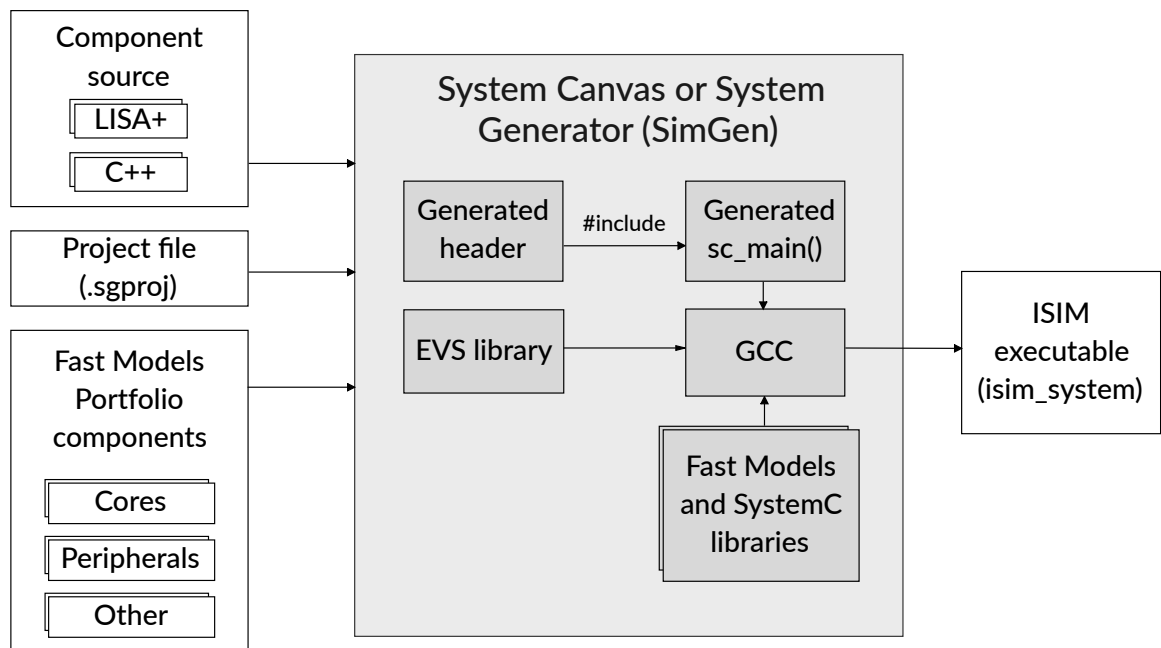 Component
source
LISA+
C++
Project file
(.sgproj)
Fast Models
Portfolio
components
Cores
Peripherals
Other
System Canvas or System
Generator (SimGen)
Generated
header
#include
Generated
sc_main()
EVS library
GCC
Fast Models
and SystemC
libraries
ISIM
executable
(isim_system)